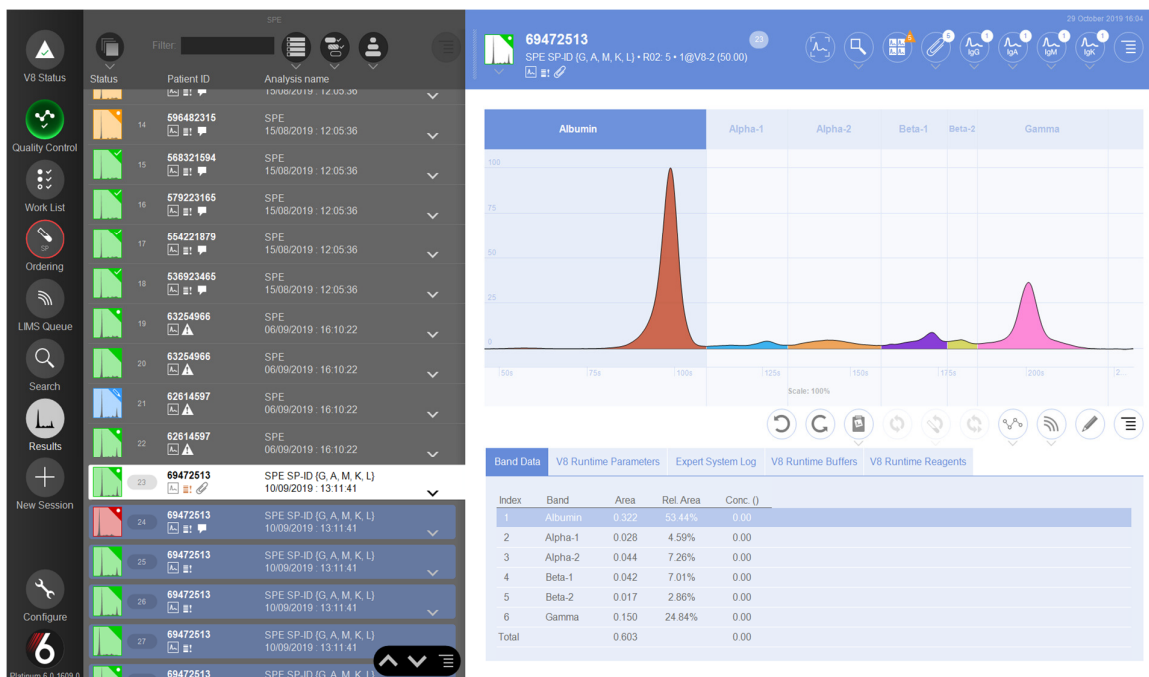 V8 Status
Quality Control
Work List
SP
Ordering
LIMS Queue
Search
Results
New Session
Configure
Platinum 6.0.1609.0
SPE
Filter:
Status Patient ID Analysis name
15/08/2019 : 12:05:36
14 596482315 SPE
15/08/2019 : 12:05:36
15 568321594 SPE
15/08/2019 : 12:05:36
16 579223165 SPE
15/08/2019 : 12:05:36
17 554221879 SPE
15/08/2019 : 12:05:36
18 536923465 SPE
15/08/2019 : 12:05:36
19 63254966 SPE
06/09/2019 : 16:10:22
20 63254966 SPE
06/09/2019 : 16:10:22
21 62614597 SPE
06/09/2019 : 16:10:22
22 62614597 SPE
06/09/2019 : 16:10:22
23 69472513 SPE SP-ID {G, A, M, K, L}
10/09/2019 : 13:11:41
24 69472513 SPE SP-ID {G, A, M, K, L}
10/09/2019 : 13:11:41
25 69472513 SPE SP-ID {G, A, M, K, L}
10/09/2019 : 13:11:41
26 69472513 SPE SP-ID {G, A, M, K, L}
10/09/2019 : 13:11:41
27 69472513 SPE SP-ID {G, A, M, K, L}
10/09/2019 : 13:11:41
69472513 SPE SP-ID {G, A, M, K, L}
29 October 2019 16:04
69472513 23
SPE SP-ID {G, A, M, K, L} • R02: 5 • 1@V8-2 (50.00)
6 1 1 1 1
IgG IgA IgM IgK
Albumin Alpha-1 Alpha-2 Beta-1 Beta-2 Gamma
100
75
50
25
0
50s 75s 100s 125s 150s 175s 200s 2...
Scale: 100%
Band Data V8 Runtime Parameters Expert System Log V8 Runtime Buffers V8 Runtime Reagents
Index Band Area Rel. Area Conc. ()
1 Albumin 0.322 53.44% 0.00
2 Alpha-1 0.028 4.59% 0.00
3 Alpha-2 0.044 7.26% 0.00
4 Beta-1 0.042 7.01% 0.00
5 Beta-2 0.017 2.86% 0.00
6 Gamma 0.150 24.84% 0.00
Total 0.603 0.00